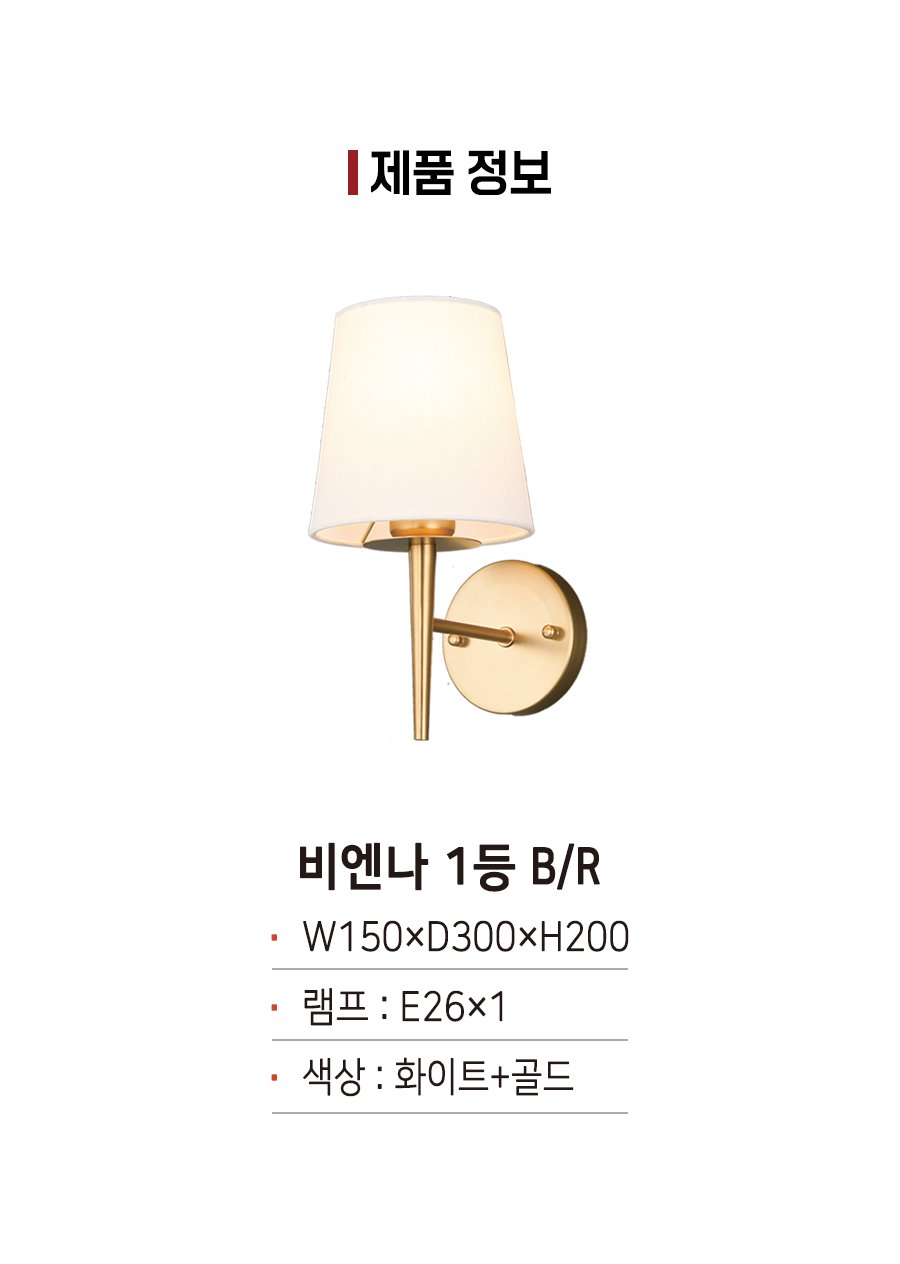 제품 정보
비엔나 1등 B/R
· W150×D300×H200
· 램프 : E26×1
· 색상 : 화이트+골드